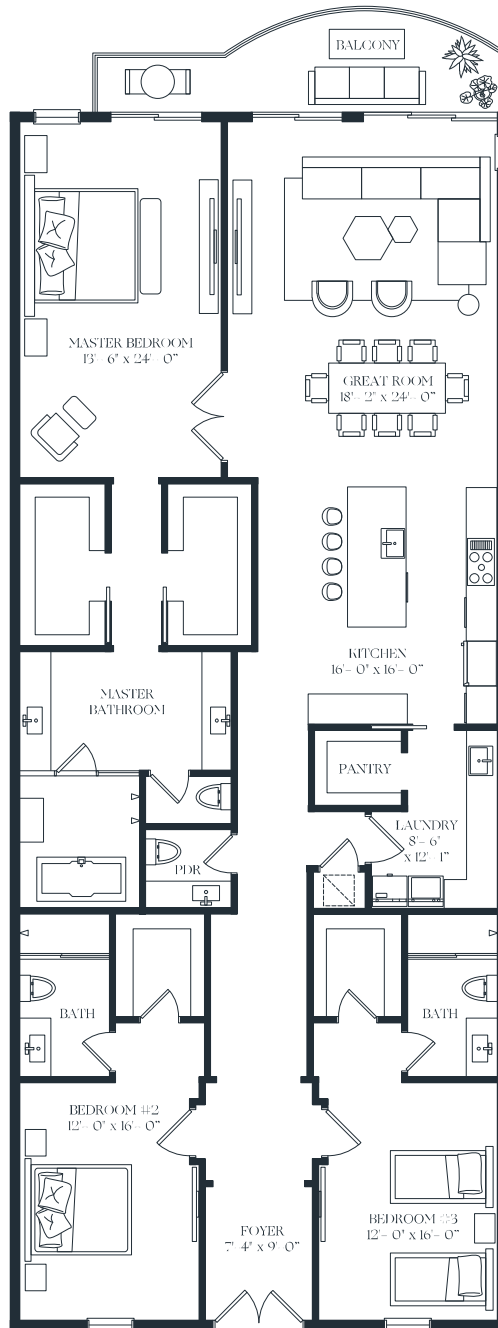 BALCONY
MASTER BEDROOM
13'- 6" x 24'- 0"
GREAT ROOM
18'- 2" x 24'- 0"
KITCHEN
16'- 0" x 16'- 0"
MASTER
BATHROOM
PANTRY
LAUNDRY
8'- 6"
x 12'- 1"
PDR
BATH
BATH
BEDROOM #2
12'- 0" x 16'- 0"
BEDROOM #3
12'- 0" x 16'- 0"
FOYER
7'- 4" x 9'- 0"